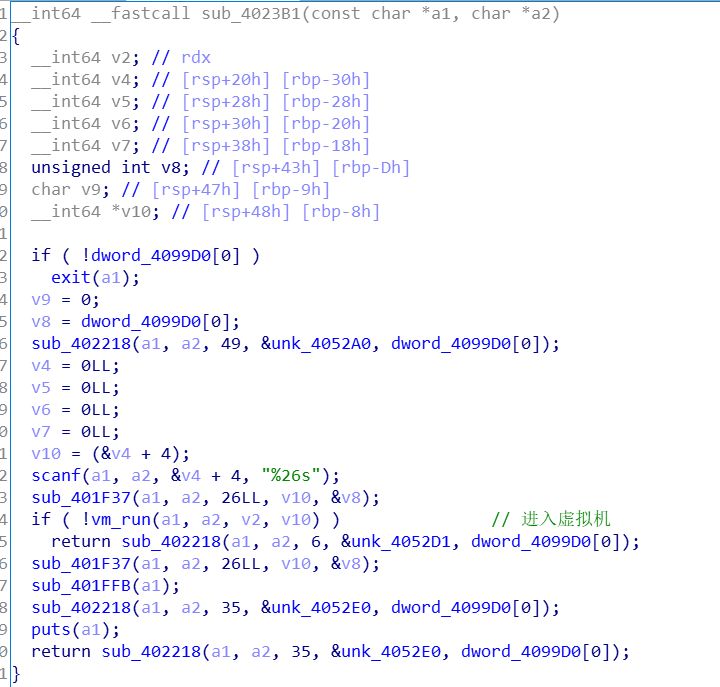 1 __int64 __fastcall sub_4023B1(const char *a1, char *a2)
2 {
3   __int64 v2; // rdx
4   __int64 v4; // [rsp+20h] [rbp-30h]
5   __int64 v5; // [rsp+28h] [rbp-28h]
6   __int64 v6; // [rsp+30h] [rbp-20h]
7   __int64 v7; // [rsp+38h] [rbp-18h]
8   unsigned int v8; // [rsp+43h] [rbp-Dh]
9   char v9; // [rsp+47h] [rbp-9h]
0   __int64 *v10; // [rsp+48h] [rbp-8h]
1
2   if ( !dword_4099D0[0] )
3     exit(a1);
4   v9 = 0;
5   v8 = dword_4099D0[0];
6   sub_402218(a1, a2, 49, &unk_4052A0, dword_4099D0[0]);
7   v4 = 0LL;
8   v5 = 0LL;
9   v6 = 0LL;
0   v7 = 0LL;
1   v10 = (&v4 + 4);
2   scanf(a1, a2, &v4 + 4, "%26s");
3   sub_401F37(a1, a2, 26LL, v10, &v8);
4   if ( !vm_run(a1, a2, v2, v10) ) // 进入虚拟机
5     return sub_402218(a1, a2, 6, &unk_4052D1, dword_4099D0[0]);
6   sub_401F37(a1, a2, 26LL, v10, &v8);
7   sub_401FFB(a1);
8   sub_402218(a1, a2, 35, &unk_4052E0, dword_4099D0[0]);
9   puts(a1);
0   return sub_402218(a1, a2, 35, &unk_4052E0, dword_4099D0[0]);
1 }